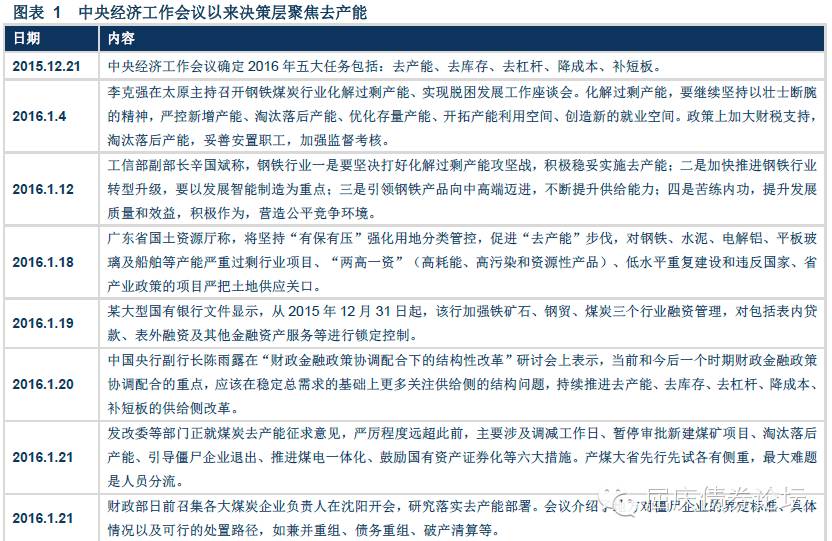 图表 1 中央经济工作会议以来决策层聚焦去产能
日期 内容
2015.12.21 中央经济工作会议确定 2016 年五大任务包括：去产能、去库存、去杠杆、降成本、补短板。
李克强在太原主持召开钢铁煤炭行业化解过剩产能、实现脱困发展工作座谈会。化解过剩产能，要继续坚持以壮士断腕
2016.1.4 的精神，严控新增产能、淘汰落后产能、优化存量产能、开拓产能利用空间、创造新的就业空间。政策上加大财税支持，
淘汰落后产能，妥善安置职工，加强监督考核。
工信部副部长辛国斌称，钢铁行业一是要坚决打好化解过剩产能攻坚战，积极稳妥实施去产能；二是加快推进钢铁行业
2016.1.12 转型升级，要以发展智能制造为重点；三是引领钢铁产品向中高端迈进，不断提升供给能力；四是苦练内功，提升发展
质量和效益，积极作为，营造公平竞争环境。
广东省国土资源厅称，将坚持“有保有压”强化用地分类管控，促进“去产能”步伐，对钢铁、水泥、电解铝、平板玻
2016.1.18 璃及船舶等产能严重过剩行业项目、“两高一资”（高耗能、高污染和资源性产品）、低水平重复建设和违反国家、省
产业政策的项目严把土地供应关口。
2016.1.19 某大型国有银行文件显示，从 2015 年 12 月 31 日起，该行加强铁矿石、钢贸、煤炭三个行业融资管理，对包括表内贷
款、表外融资及其他金融资产服务等进行锁定控制。
中国央行副行长陈雨露在“财政金融政策协调配合下的结构性改革”研讨会上表示，当前和今后一个时期财政金融政策
2016.1.20 协调配合的重点，应该在稳定总需求的基础上更多关注供给侧的结构问题，持续推进去产能、去库存、去杠杆、降成本、
补短板的供给侧改革。
发改委等部门正就煤炭去产能征求意见，严厉程度远超此前，主要涉及调减工作日、暂停审批新建煤矿项目、淘汰落后
2016.1.21 产能、引导僵尸企业退出、推进煤电一体化、鼓励国有资产证券化等六大措施。产煤大省先行先试各有侧重，最大难题
是人员分流。
2016.1.21 财政部日前召集各大煤炭企业负责人在沈阳开会，研究落实去产能部署。会议介绍 对僵尸企业的界定标准、具体
情况以及可行的处置路径，如兼并重组、债务重组、破产清算等。
屈庆债券论坛